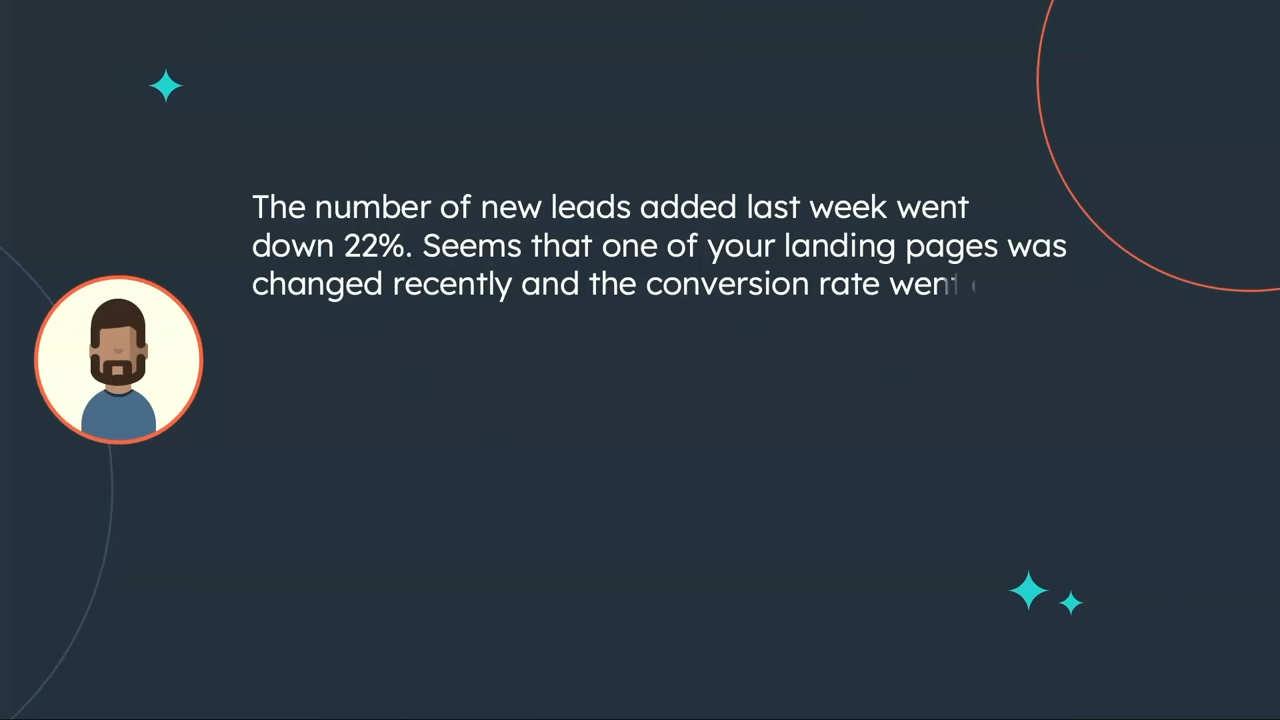 The number of new leads added last week went
down 22%. Seems that one of your landing pages was
changed recently and the conversion rate went